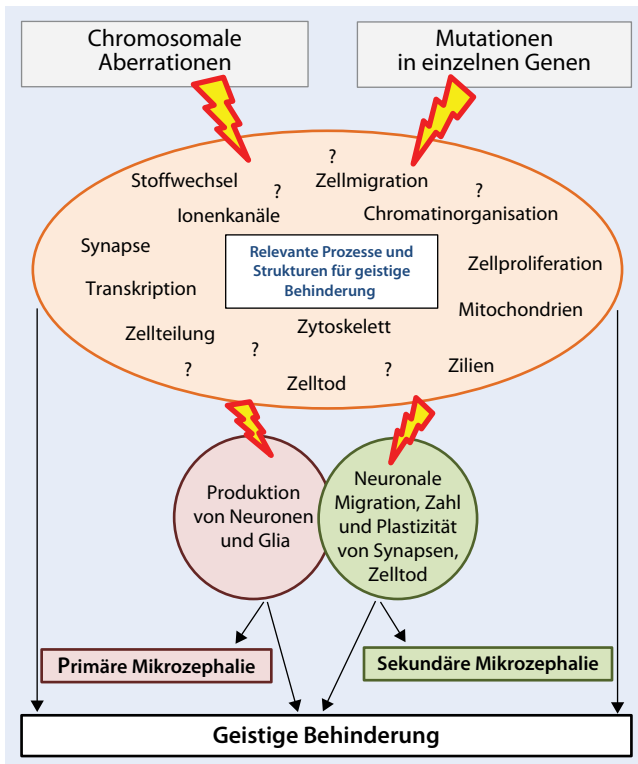 Chromosomale
Aberrationen
Mutationen
in einzelnen Genen
?
Stoffwechsel
?
Zellmigration
?
Ionenkanäle
Chromatinorganisation
Synapse
Relevante Prozesse und
Strukturen für geistige
Behinderung
Zellproliferation
Transkription
Mitochondrien
Zellteilung
Zytoskelett
?
?
Zelltod
?
Zilien
Produktion
von Neuronen
und Glia
Neuronale
Migration, Zahl
und Plastizität
von Synapsen,
Zelltod
Primäre Mikrozephalie
Sekundäre Mikrozephalie
Geistige Behinderung